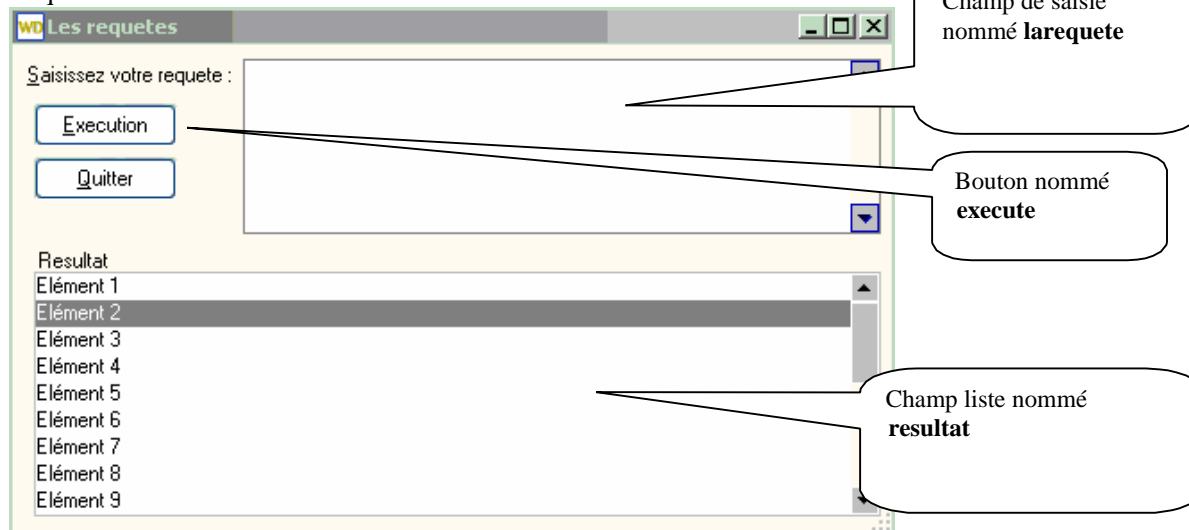 Champ de saisie
nommé larequete
WD Les requetes
Saisissez votre requete :
Execution
Quitter
Bouton nommé
execute
Resultat
Elément 1
Elément 2
Elément 3
Elément 4
Elément 5
Elément 6
Elément 7
Elément 8
Elément 9
Champ liste nommé
resultat